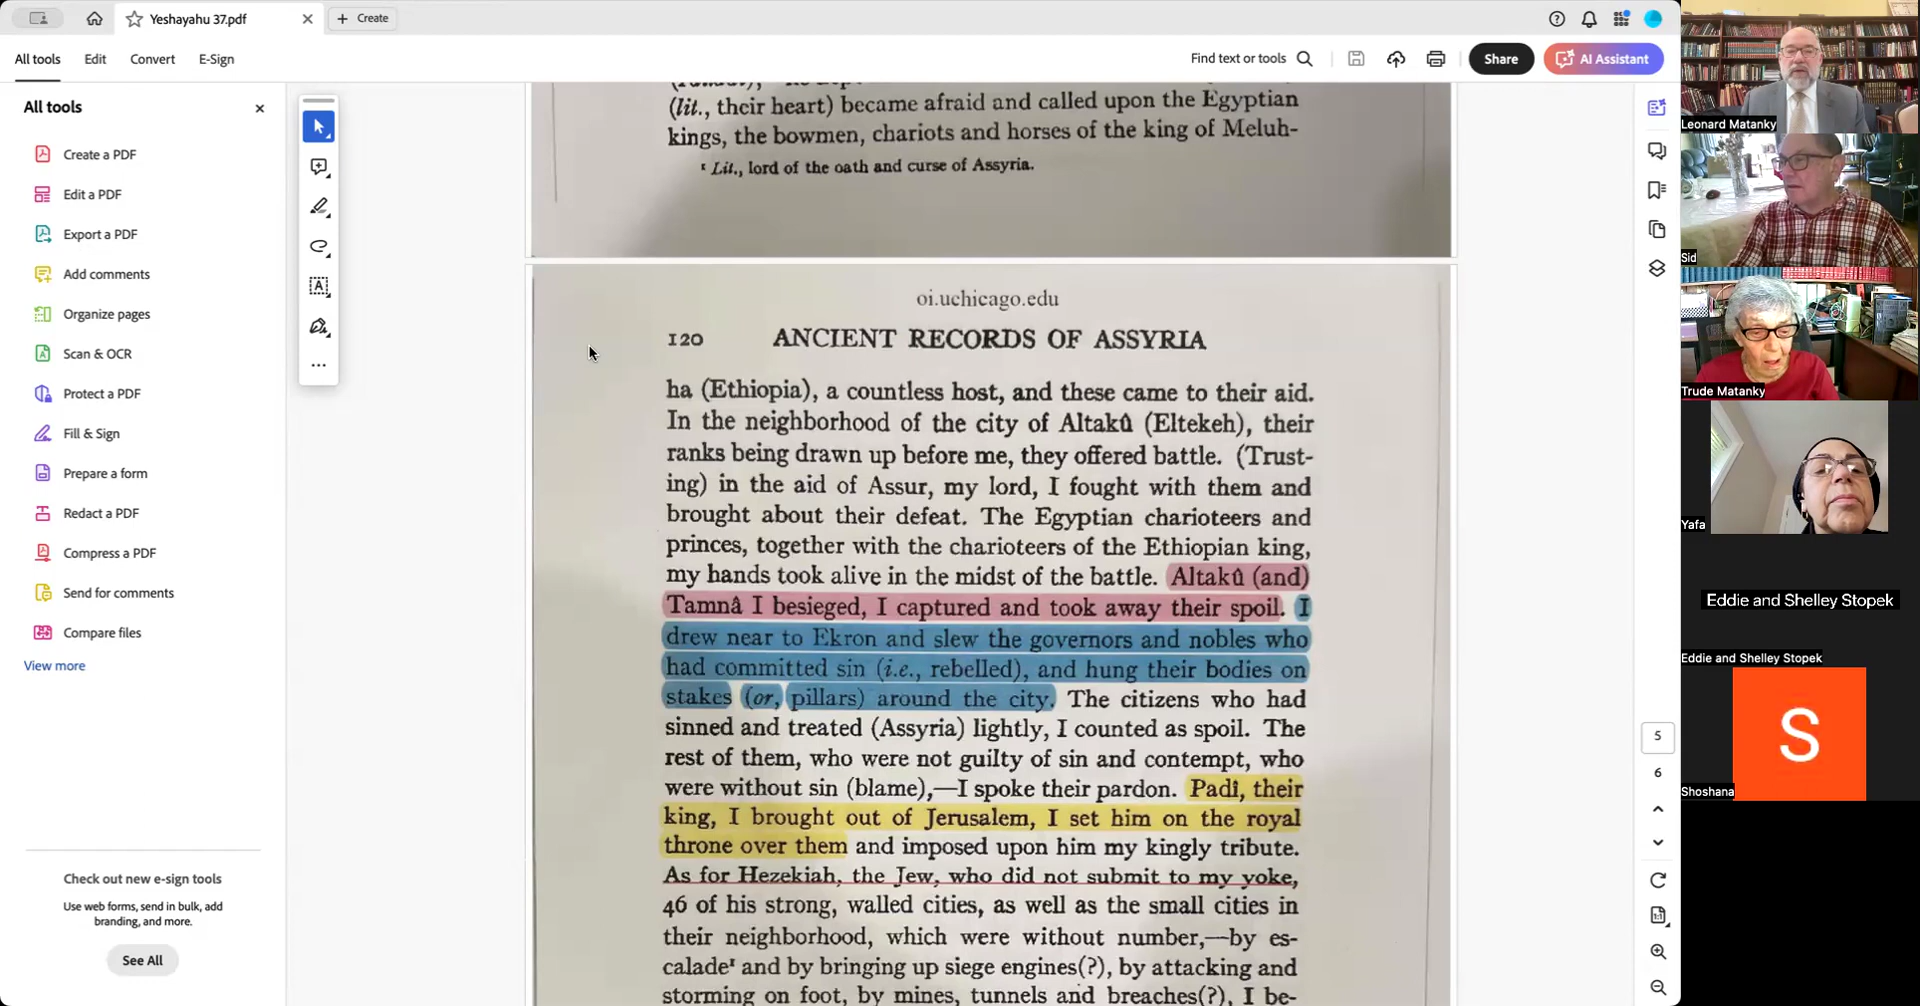 Yeshayahu 37.pdf
Create
All tools
Edit
Convert
E-Sign
Find text or tools
Share
AI Assistant
All tools
Create a PDF
Edit a PDF
Export a PDF
Add comments
Organize pages
Scan & OCR
Protect a PDF
Fill & Sign
Prepare a form
Redact a PDF
Compress a PDF
Send for comments
Compare files
View more
Check out new e-sign tools
Use web forms, send in bulk, add
branding, and more.
See All
(lit., their heart) became afraid and called upon the Egyptian
kings, the bowmen, chariots and horses of the king of Meluh-
¹ Lit., lord of the oath and curse of Assyria.
oi.uchicago.edu
120 ANCIENT RECORDS OF ASSYRIA
ha (Ethiopia), a countless host, and these came to their aid.
In the neighborhood of the city of Altakû (Eltekeh), their
ranks being drawn up before me, they offered battle. (Trust-
ing) in the aid of Assur, my lord, I fought with them and
brought about their defeat. The Egyptian charioteers and
princes, together with the charioteers of the Ethiopian king,
my hands took alive in the midst of the battle. Altakû (and)
Tamnâ I besieged, I captured and took away their spoil. I
drew near to Ekron and slew the governors and nobles who
had committed sin (i.e., rebelled), and hung their bodies on
stakes (or, pillars) around the city. The citizens who had
sinned and treated (Assyria) lightly, I counted as spoil. The
rest of them, who were not guilty of sin and contempt, who
were without sin (blame),—I spoke their pardon. Padî, their
king, I brought out of Jerusalem, I set him on the royal
throne over them and imposed upon him my kingly tribute.
As for Hezekiah, the Jew, who did not submit to my yoke,
46 of his strong, walled cities, as well as the small cities in
their neighborhood, which were without number,—by es-
calade¹ and by bringing up siege engines(?), by attacking and
storming on foot, by mines, tunnels and breaches(?), I be-
5
6
Leonard Matanky
Sid
Trude Matanky
Yafa
Eddie and Shelley Stopek
Eddie and Shelley Stopek
S
Shoshana